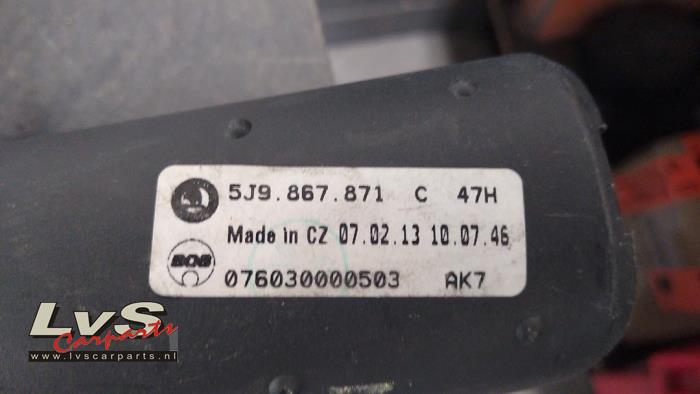 5J9.867.871 C 47H
Made in CZ 07.02.13 10.07.46
BOS
076030000503 AK7
LvS
Carparts
www.lvscarparts.nl